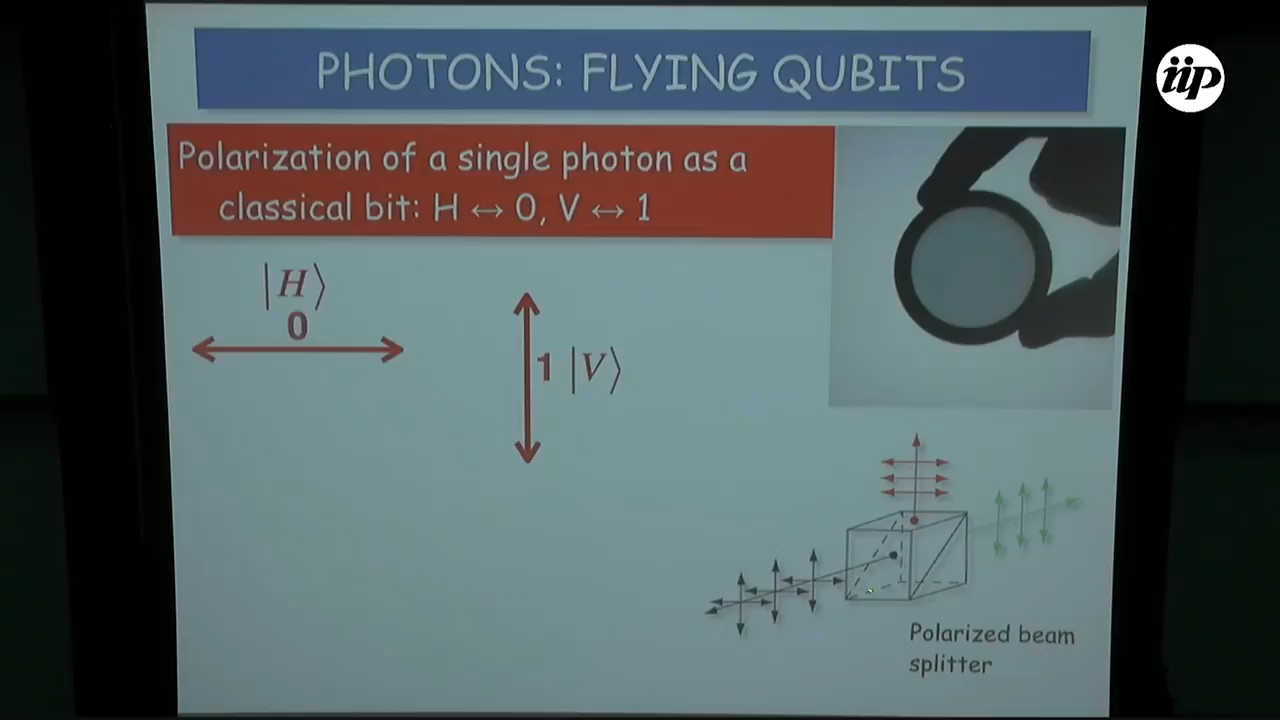 PHOTONS: FLYING QUBITS
iip
Polarization of a single photon as a
classical bit: H ↔ 0, V ↔ 1
|H⟩
0
1 |V⟩
Polarized beam
splitter